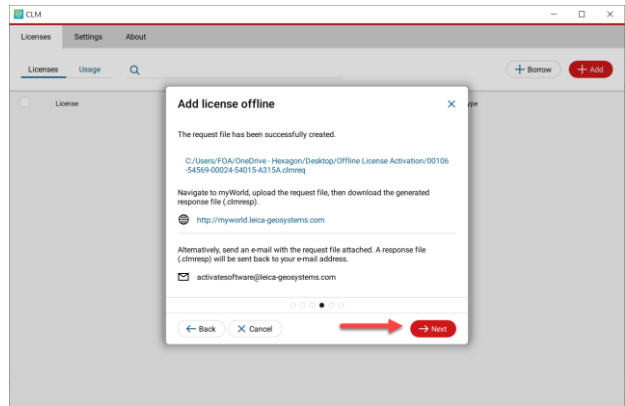 CLM
Licenses Settings About
Licenses Usage + Borrow + Add
License ype
Add license offline
The request file has been successfully created.
C:/Users/FOA/OneDrive - Hexagon/Desktop/Offline License Activation/00106
-54569-00024-54015-A315A.clmreq
Navigate to myWorld, upload the request file, then download the generated
response file (.clmresp).
http://myworld.leica-geosystems.com
Alternatively, send an e-mail with the request file attached. A response file
(.clmresp) will be sent back to your e-mail address.
activatesoftware@leica-geosystems.com
Back Cancel Next